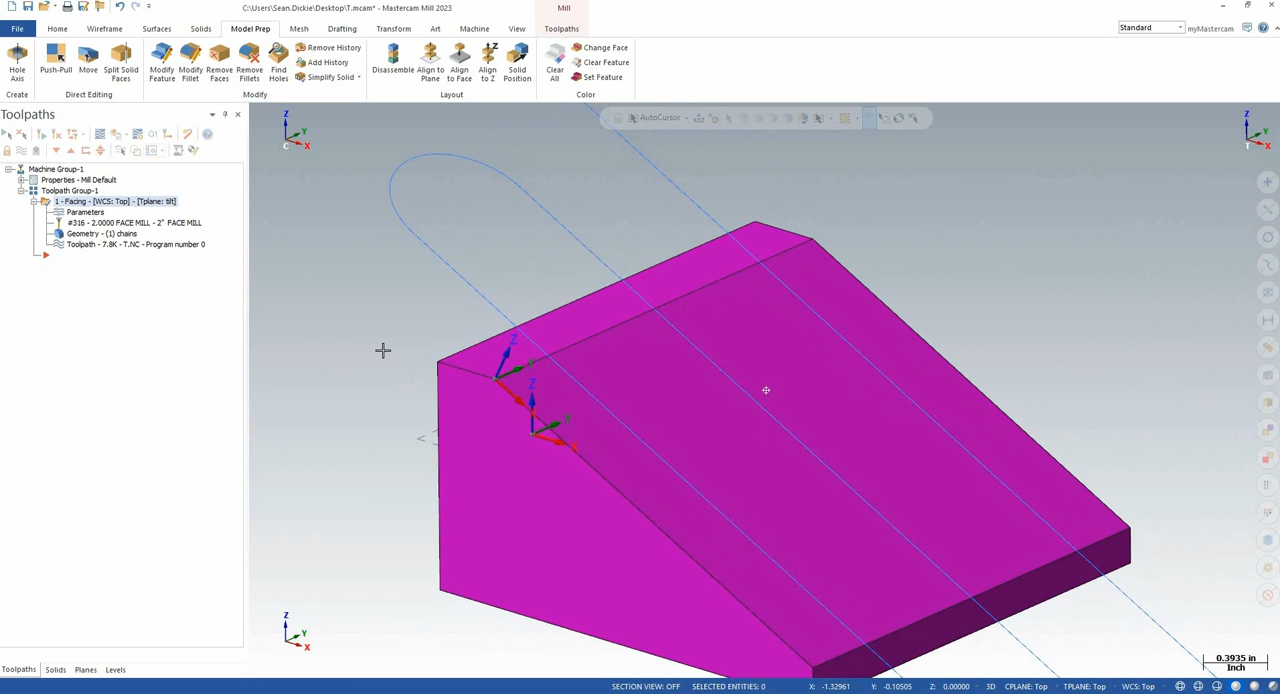 C:\Users\Sean.Dickie\Desktop\T.mcam* - Mastercam Mill 2023
Mill
File
Home
Wireframe
Surfaces
Solids
Model Prep
Mesh
Drafting
Transform
Art
Machine
View
Toolpaths
Standard
myMastercam
Hole Axis
Push-Pull
Move
Split Solid Faces
Modify Feature
Modify Fillet
Remove Faces
Remove Fillets
Find Holes
Remove History
Add History
Simplify Solid
Disassemble
Align to Plane
Align to Face
Align to Z
Solid Position
Clear All
Change Face
Clear Feature
Set Feature
Create
Direct Editing
Modify
Layout
Color
Toolpaths
G1
Machine Group-1
Properties - Mill Default
Toolpath Group-1
1 - Facing - [WCS: Top] - [Tplane: tilt]
Parameters
#316 - 2.0000 FACE MILL - 2" FACE MILL
Geometry - (1) chains
Toolpath - 7.8K - T.NC - Program number 0
AutoCursor
Z
Y
X
C
Z
Y
X
T
Z
Y
Z
Y
X
Z
Y
X
0.3935 in
Inch
Toolpaths
Solids
Planes
Levels
SECTION VIEW: OFF
SELECTED ENTITIES: 0
X: -1.32961
Y: -0.10505
Z: 0.00000
3D
CPLANE: Top
TPLANE: Top
WCS: Top